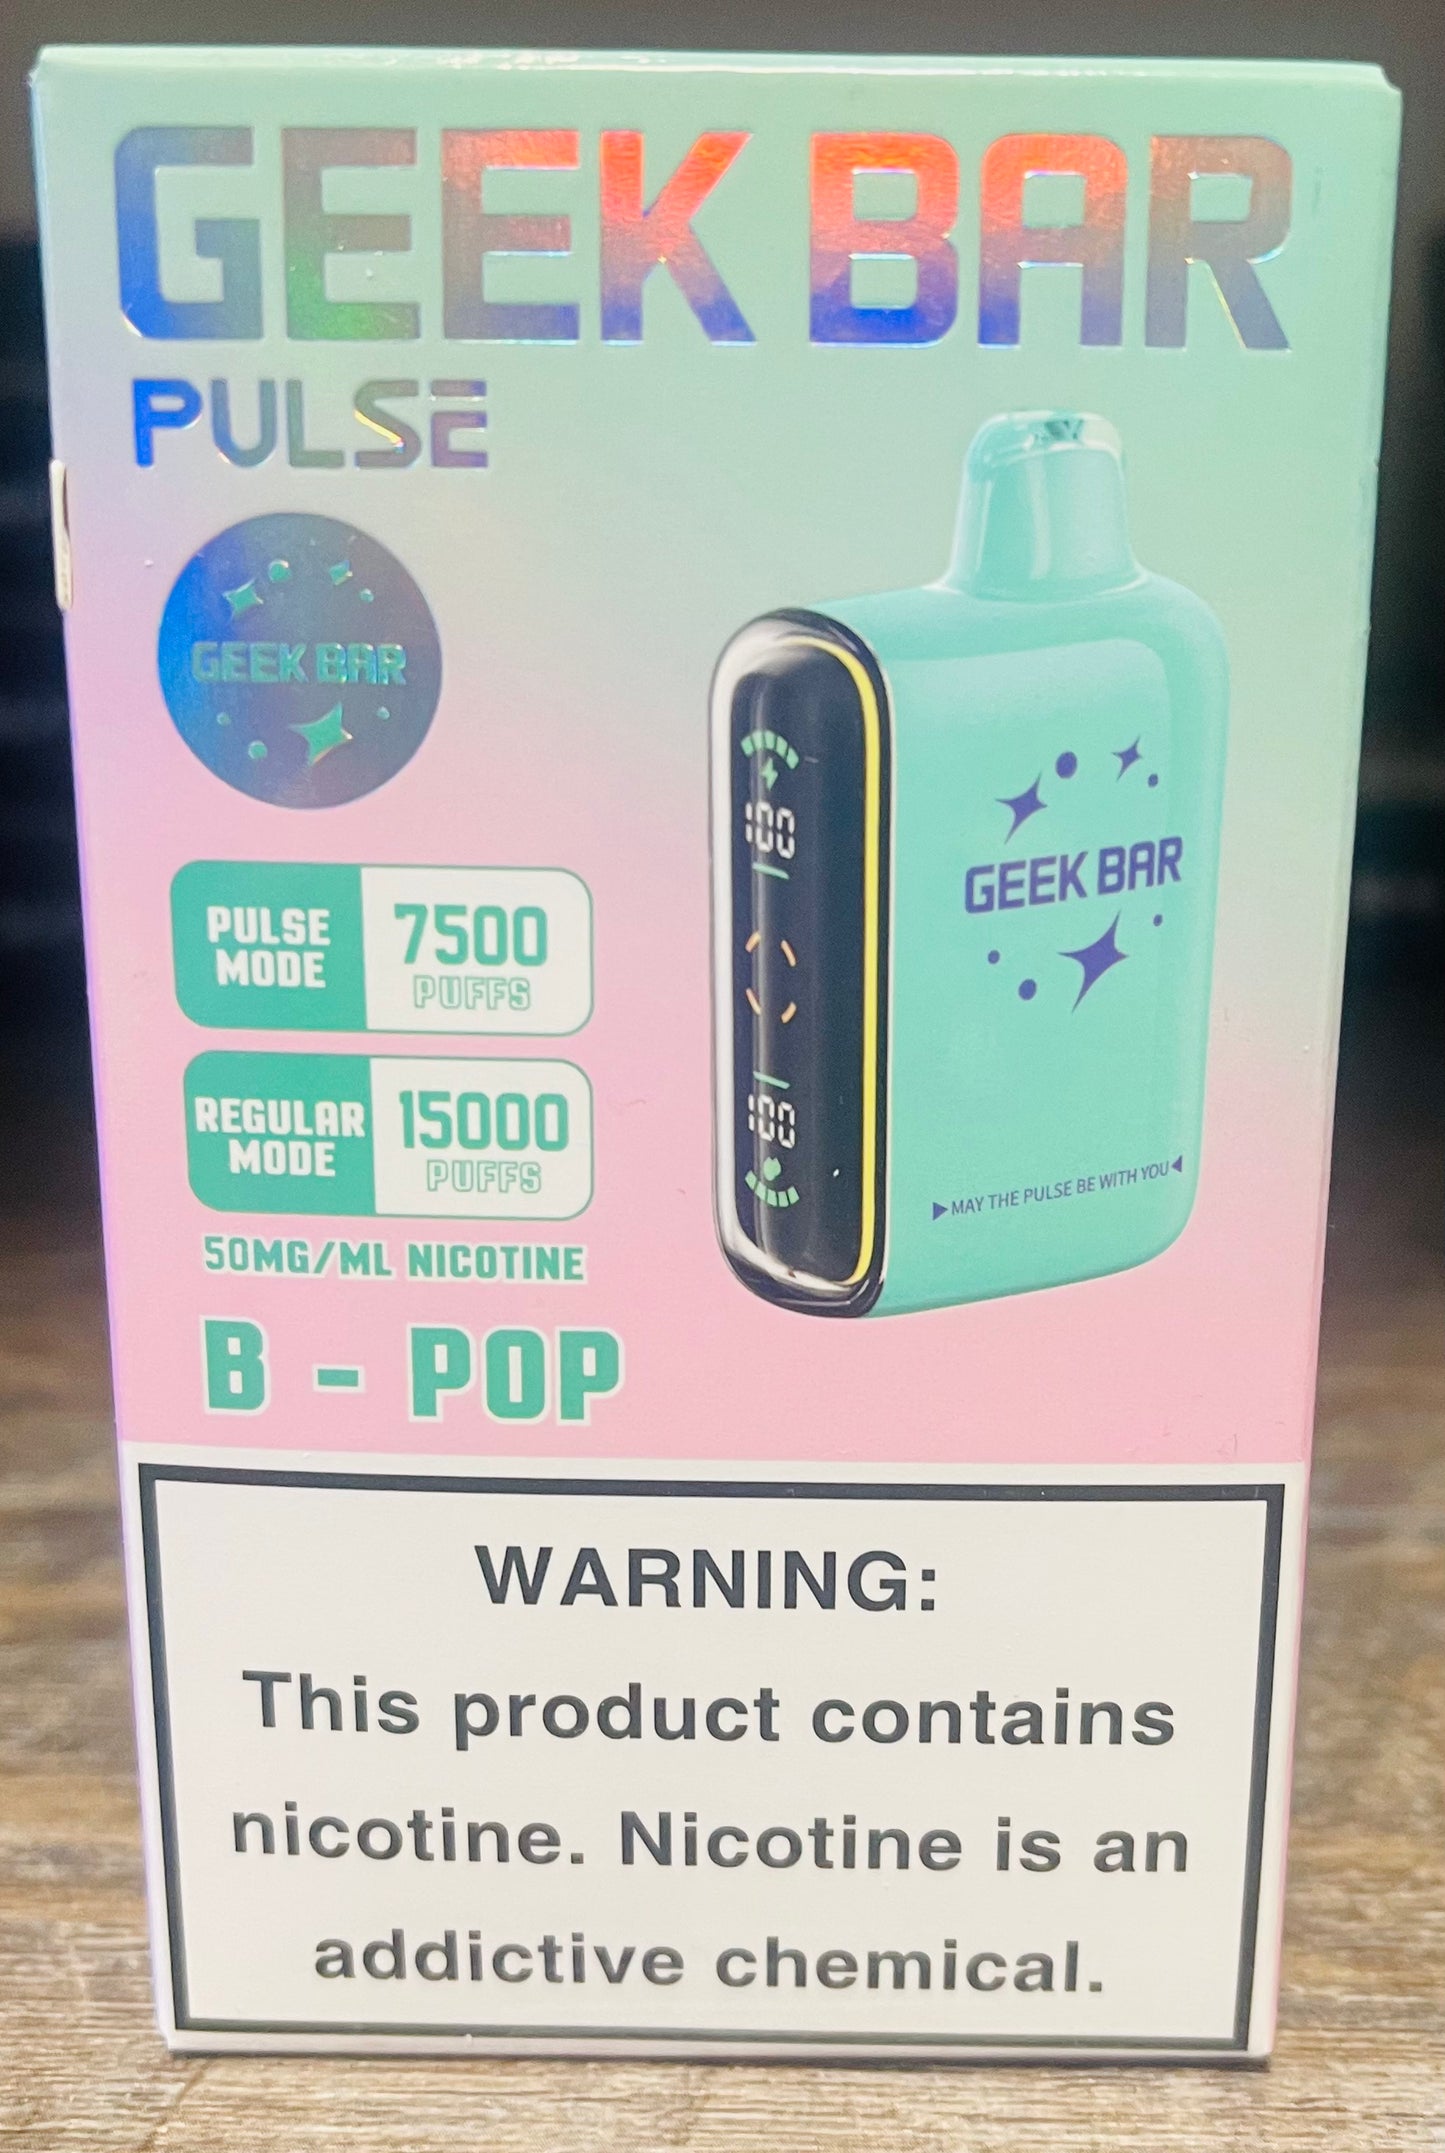 GEEK BAR
PULSE
GEEK BAR
PULSE
MODE
7500
PUFFS
REGULAR
MODE
15000
PUFFS
50MG/ML NICOTINE
B - POP
100
100
GEEK BAR
MAY THE PULSE BE WITH YOU
WARNING:
This product contains
nicotine. Nicotine is an
addictive chemical.